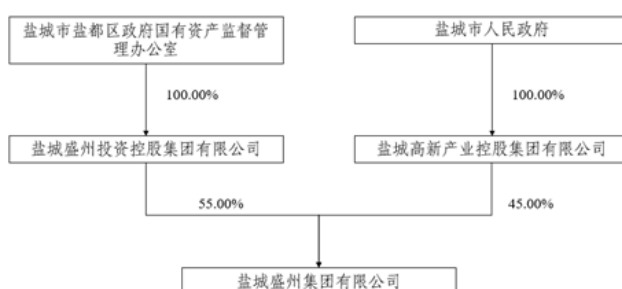 盐城市盐都区政府国有资产监督管
理办公室
盐城市人民政府
100.00%
100.00%
盐城盛州投资控股集团有限公司
盐城高新产业控股集团有限公司
55.00%
45.00%
盐城盛州集团有限公司